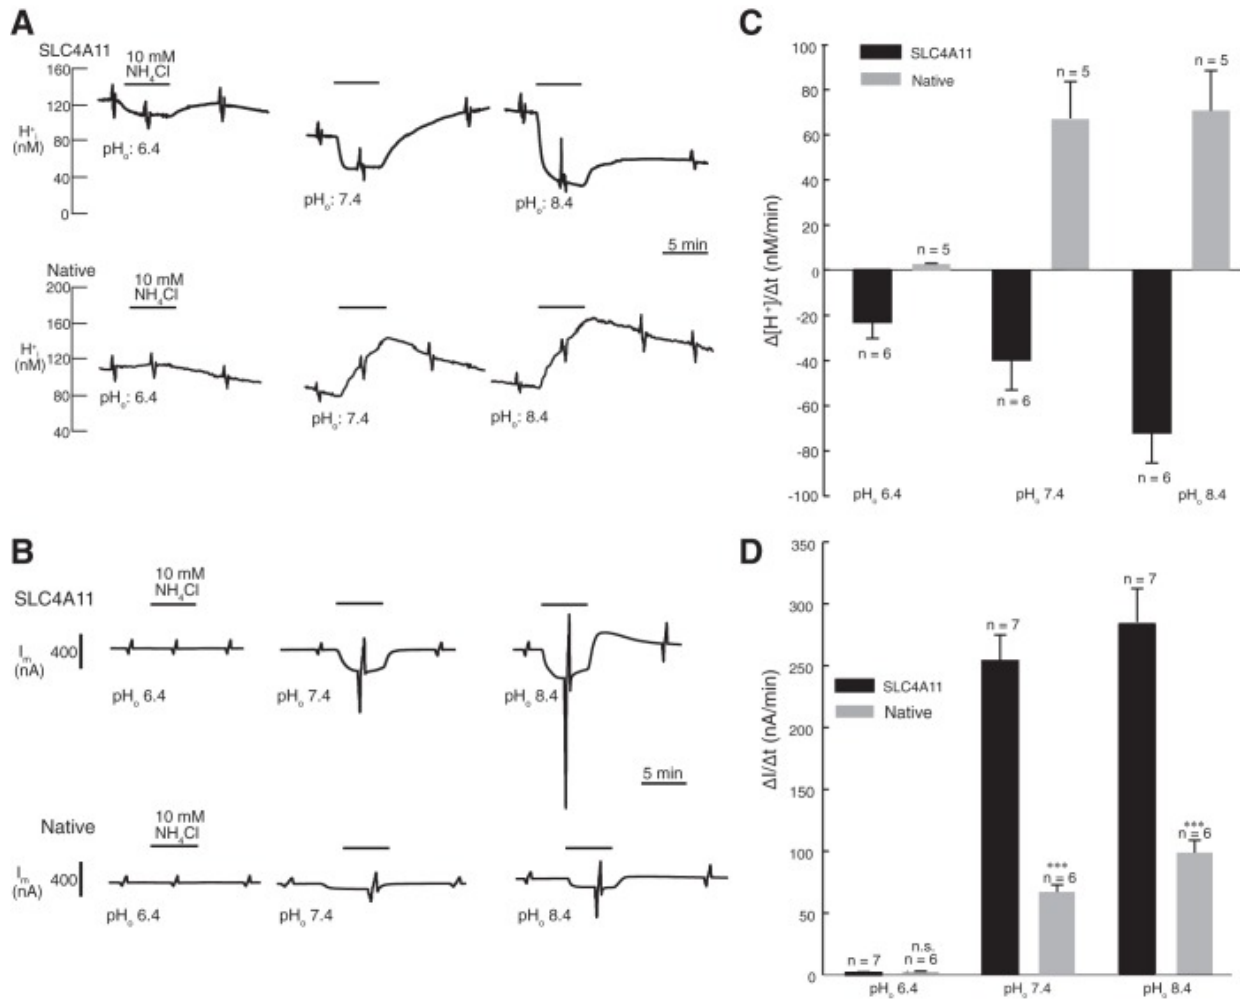 A
SLC4A11
10 mM
NH₄Cl
160
120
80
40
0
H⁺ᵢ
(nM)
pHₒ: 6.4
pHₒ: 7.4
pHₒ: 8.4
5 min
Native
10 mM
NH₄Cl
200
160
120
80
40
H⁺ᵢ
(nM)
pHₒ: 6.4
pHₒ: 7.4
pHₒ: 8.4
B
SLC4A11
10 mM
NH₄Cl
Iₘ
(nA)
400
pHₒ 6.4
pHₒ 7.4
pHₒ 8.4
5 min
Native
10 mM
NH₄Cl
Iₘ
(nA)
400
pHₒ 6.4
pHₒ 7.4
pHₒ 8.4
C
SLC4A11
Native
Δ[H⁺]/Δt (nM/min)
100
80
60
40
20
0
-20
-40
-60
-80
-100
n = 5
n = 5
n = 5
n = 6
n = 6
n = 6
pHₒ 6.4
pHₒ 7.4
pHₒ 8.4
D
SLC4A11
Native
ΔI/Δt (nA/min)
350
300
250
200
150
100
50
0
n = 7
n.s.
n = 6
n = 7
***
n = 6
n = 7
***
n = 6
pHₒ 6.4
pHₒ 7.4
pHₒ 8.4